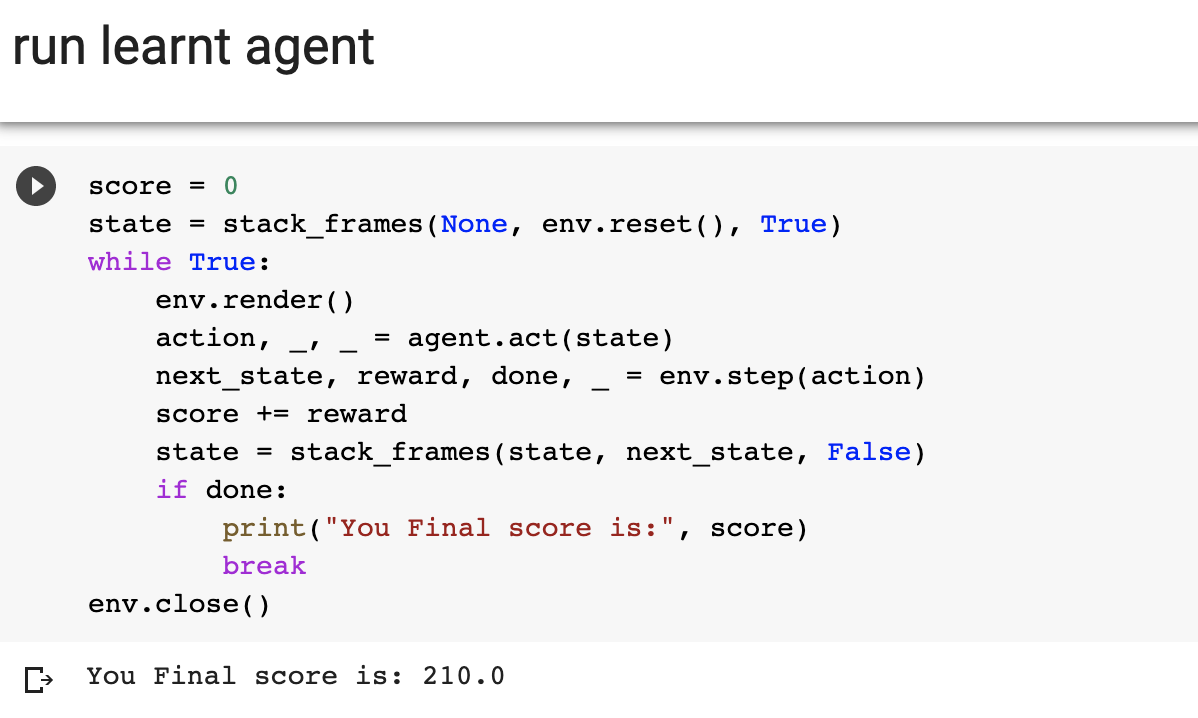 run learnt agent
score = 0
state = stack_frames(None, env.reset(), True)
while True:
    env.render()
    action, _, _ = agent.act(state)
    next_state, reward, done, _ = env.step(action)
    score += reward
    state = stack_frames(state, next_state, False)
    if done:
        print("You Final score is:", score)
        break
env.close()
You Final score is: 210.0